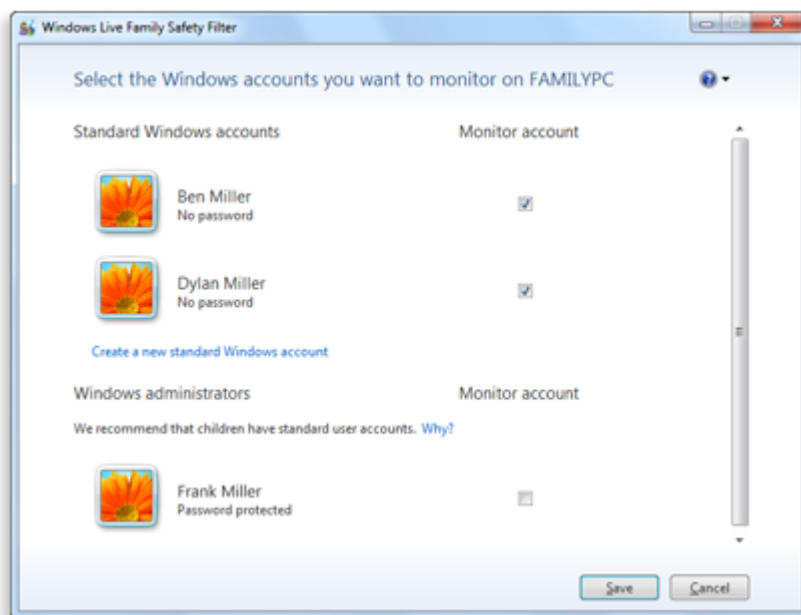 Windows Live Family Safety Filter
Select the Windows accounts you want to monitor on FAMILYPC
Standard Windows accounts Monitor account
Ben Miller
No password
Dylan Miller
No password
Create a new standard Windows account
Windows administrators Monitor account
We recommend that children have standard user accounts. Why?
Frank Miller
Password protected
Save Cancel